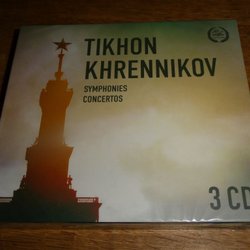 TIKHON
KHRENNIKOV
SYMPHONIES
CONCERTOS
3 CD